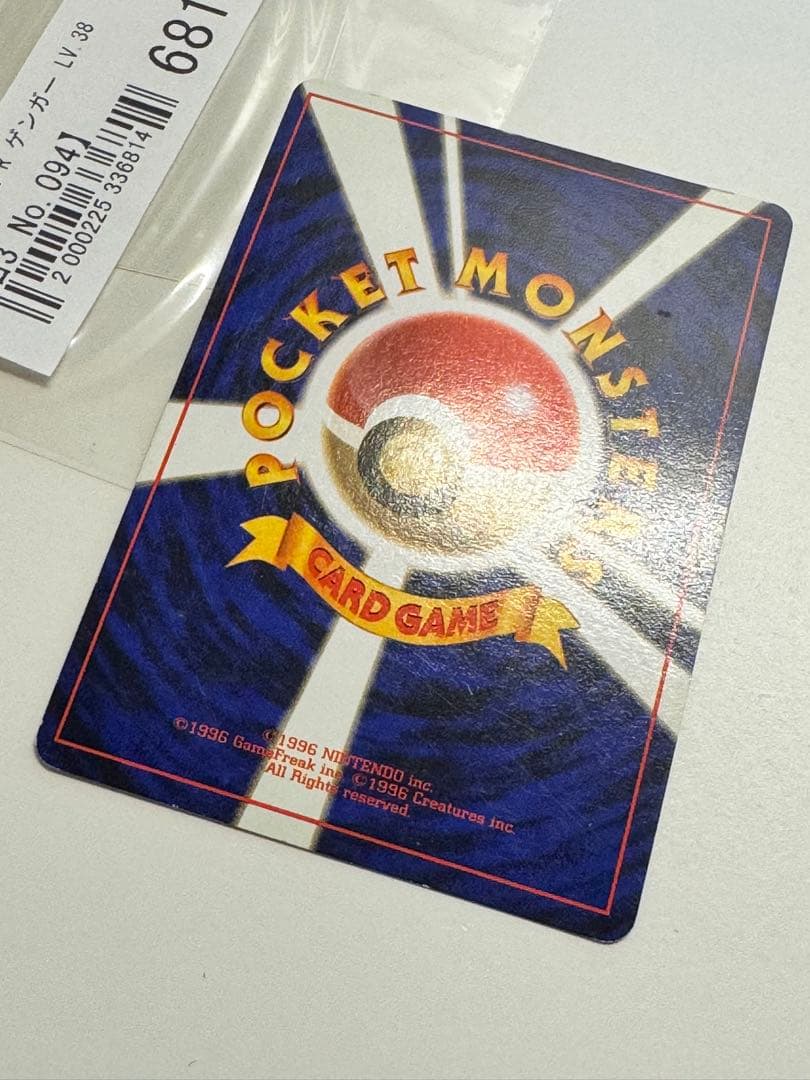 R ゲンガー LV.38
681
3 No. 094】
2 000225 336814
POCKET MONSTERS
CARD GAME
©1996 NINTENDO inc.
©1996 GameFreak inc. ©1996 Creatures inc.
All Rights reserved.